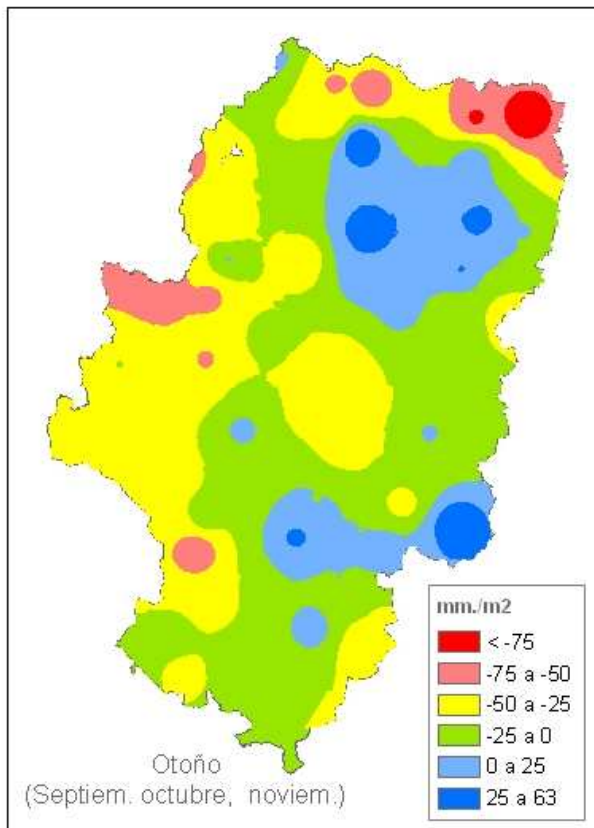 mm./m2
< -75
-75 a -50
-50 a -25
-25 a 0
0 a 25
25 a 63
Otoño
(Septiem. octubre, noviem.)